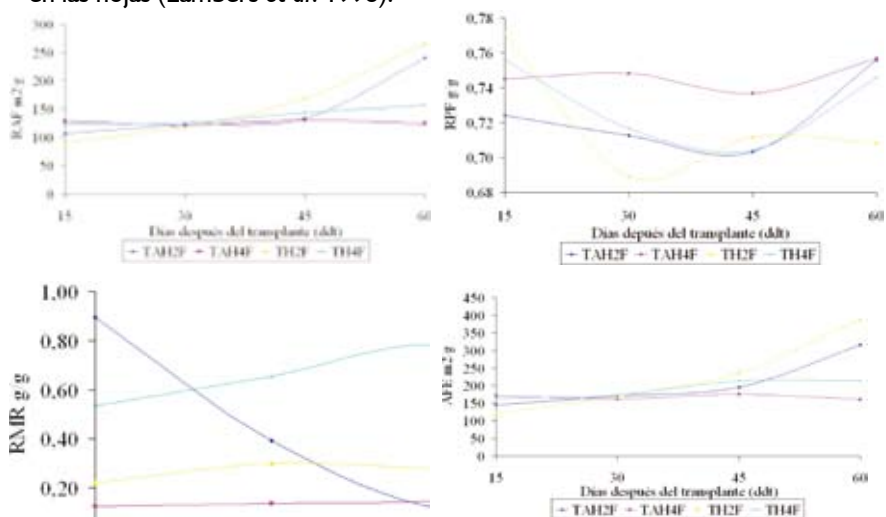 en las hojas (Lambers et al. 1998).
300
250
200
150
100
50
0
RAF m2 g
15 30 45 60
Días después del transplante (ddt)
TAH2F TAH4F TH2F TH4F
0,78
0,76
0,74
0,72
0,70
0,68
RPF g g
15 30 45 60
Días depués del transplante (ddt)
TAH2F TAH4F TH2F TH4F
1.00
0.80
0.60
0.40
0.20
RMR g g
450
400
350
300
250
200
150
100
50
0
AFE m2 g
15 30 45 60
Días después del transplante (ddt)
TAH2F TAH4F TH2F TH4F